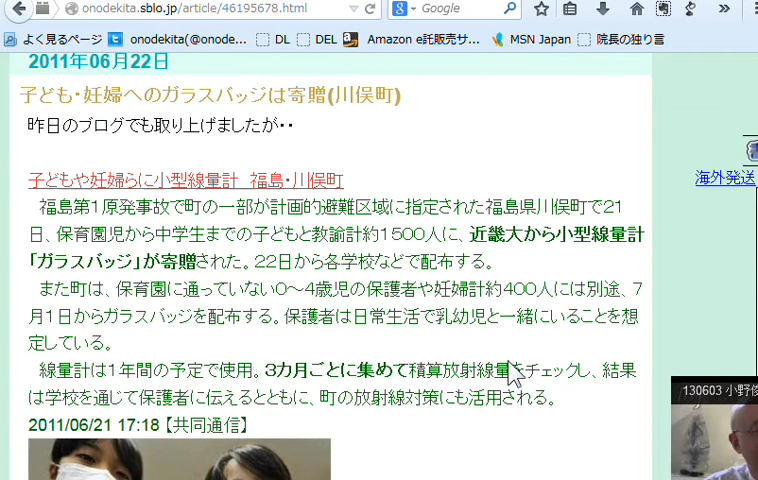 onodekita.sblo.jp/article/46195678.html
Google
よく見るページ onodekita(@onode... DL DEL Amazon e託販売サ... MSN Japan 院長の独り言
2011年06月22日
子ども・妊婦へのガラスバッジは寄贈(川俣町)
昨日のブログでも取り上げましたが・・
子どもや妊婦らに小型線量計 福島・川俣町
福島第1原発事故で町の一部が計画的避難区域に指定された福島県川俣町で21
日、保育園児から中学生までの子どもと教諭計約1500人に、近畿大から小型線量計
「ガラスバッジ」が寄贈された。22日から各学校などで配布する。
また町は、保育園に通っていない0～4歳児の保護者や妊婦計約400人には別途、7
月1日からガラスバッジを配布する。保護者は日常生活で乳幼児と一緒にいることを想
定している。
線量計は1年間の予定で使用。3カ月ごとに集めて積算放射線量をチェックし、結果
は学校を通じて保護者に伝えるとともに、町の放射線対策にも活用される。
2011/06/21 17:18 【共同通信】
海外発送
130603 小野俊